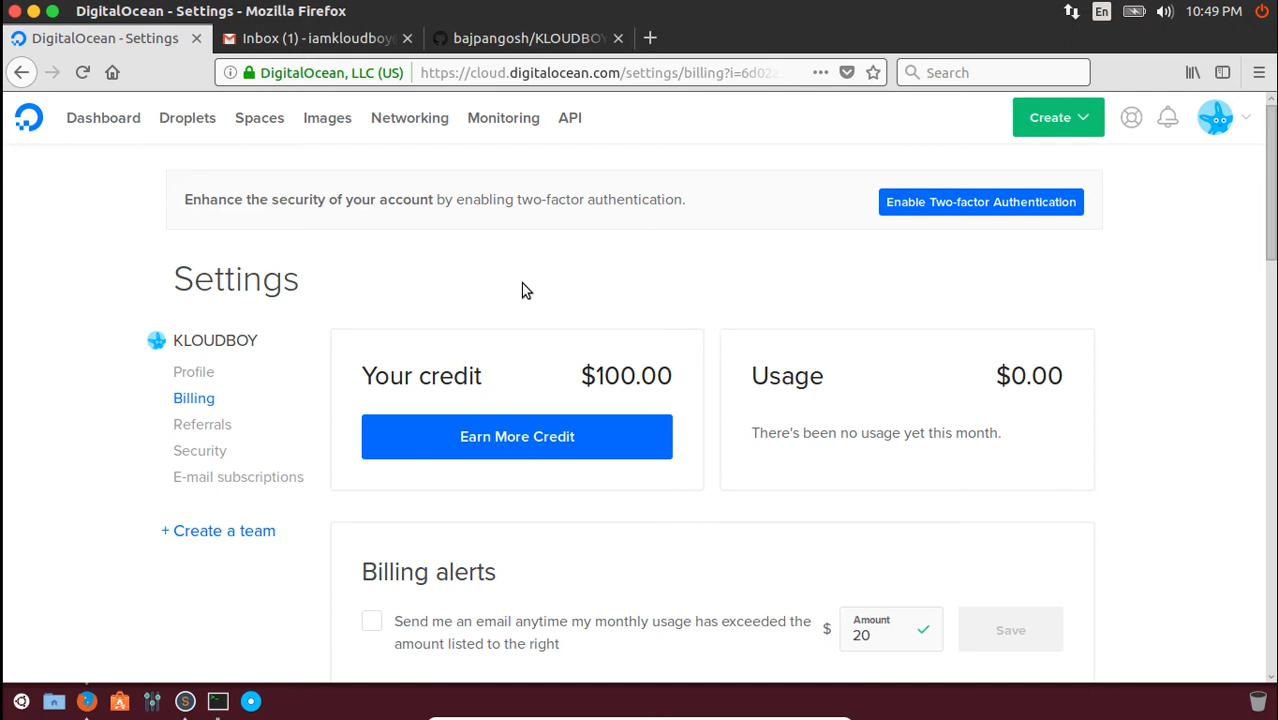 DigitalOcean - Settings - Mozilla Firefox
En
10:49 PM
DigitalOcean - Settings
Inbox (1) - iamkloudboy
bajpangosh/KLOUDBOY
DigitalOcean, LLC (US)
https://cloud.digitalocean.com/settings/billing?i=6d02a
Search
Dashboard
Droplets
Spaces
Images
Networking
Monitoring
API
Create
Enhance the security of your account by enabling two-factor authentication.
Enable Two-factor Authentication
Settings
KLOUDBOY
Profile
Billing
Referrals
Security
E-mail subscriptions
+ Create a team
Your credit
$100.00
Earn More Credit
Usage
$0.00
There's been no usage yet this month.
Billing alerts
Send me an email anytime my monthly usage has exceeded the
amount listed to the right
$
Amount
20
Save